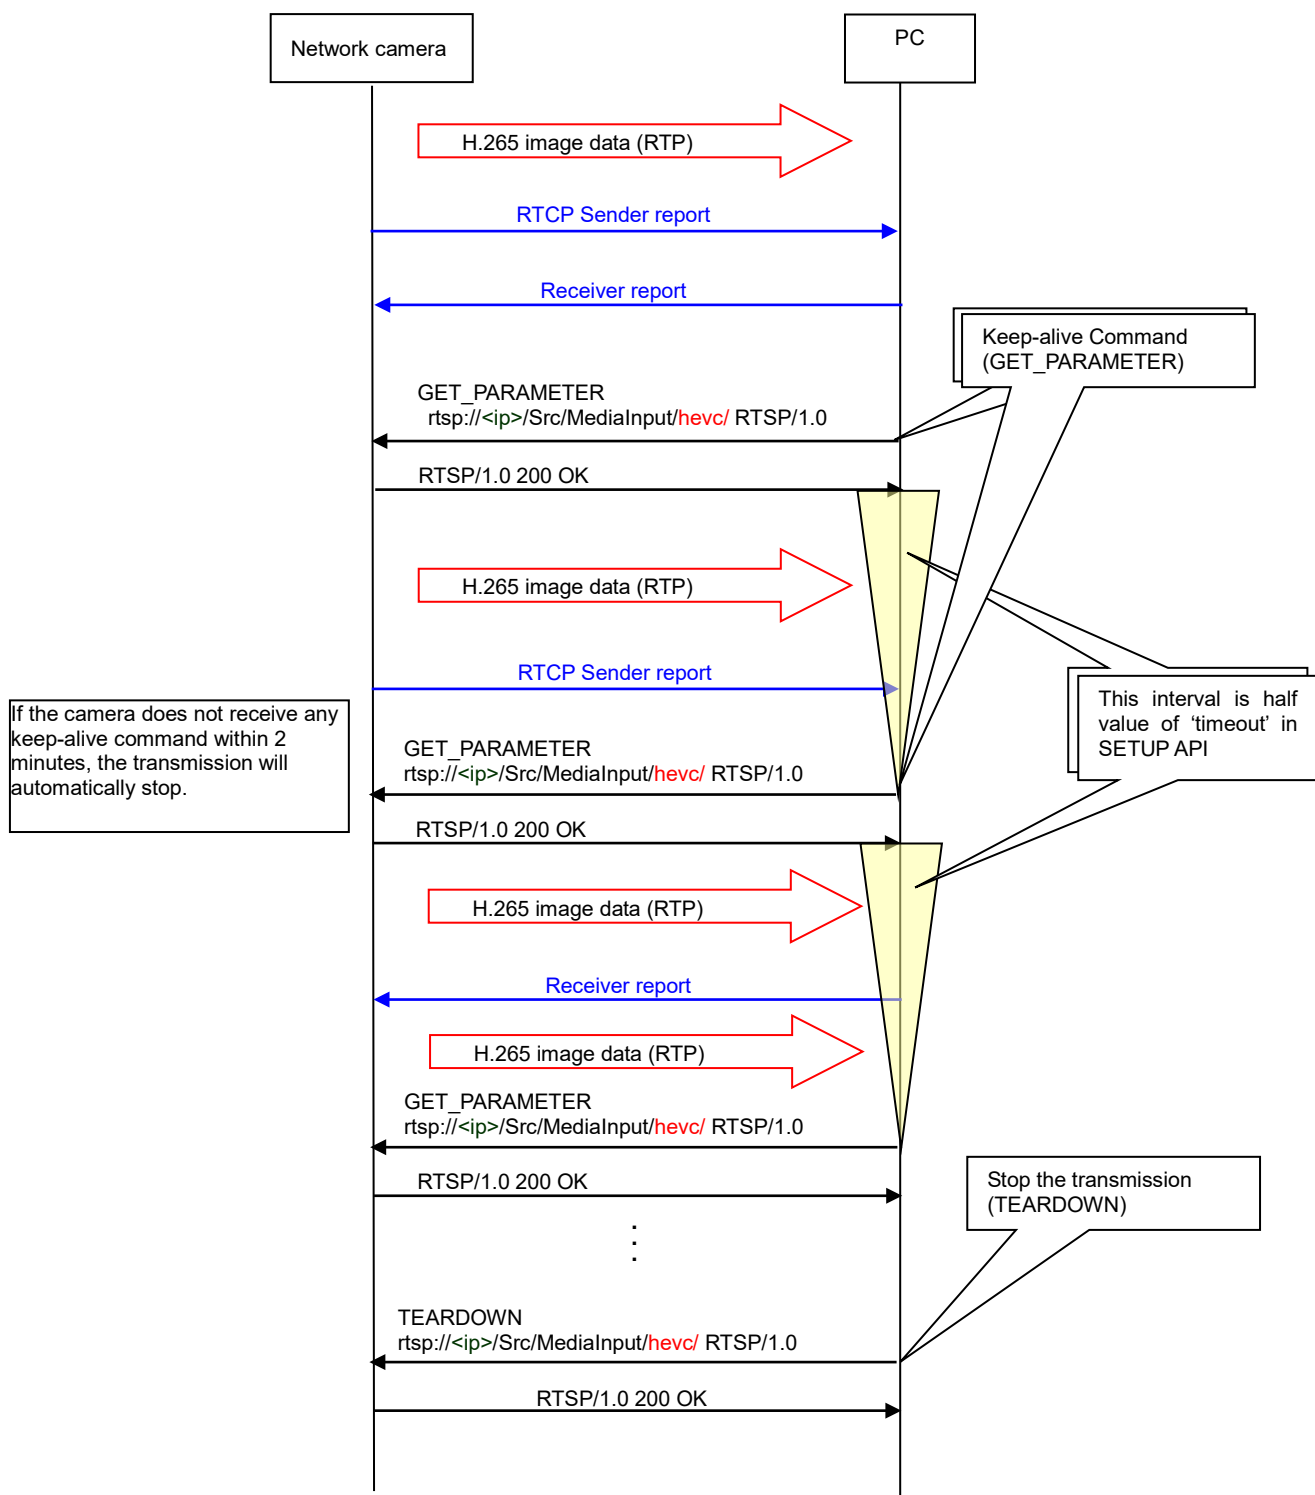 Network camera
PC
H.265 image data (RTP)
RTCP Sender report
Receiver report
Keep-alive Command
(GET_PARAMETER)
GET_PARAMETER
rtsp://<ip>/Src/MediaInput/hevc/ RTSP/1.0
RTSP/1.0 200 OK
H.265 image data (RTP)
RTCP Sender report
This interval is half
value of ‘timeout’ in
SETUP API
If the camera does not receive any
keep-alive command within 2
minutes, the transmission will
automatically stop.
GET_PARAMETER
rtsp://<ip>/Src/MediaInput/hevc/ RTSP/1.0
RTSP/1.0 200 OK
H.265 image data (RTP)
Receiver report
H.265 image data (RTP)
GET_PARAMETER
rtsp://<ip>/Src/MediaInput/hevc/ RTSP/1.0
RTSP/1.0 200 OK
Stop the transmission
(TEARDOWN)
TEARDOWN
rtsp://<ip>/Src/MediaInput/hevc/ RTSP/1.0
RTSP/1.0 200 OK